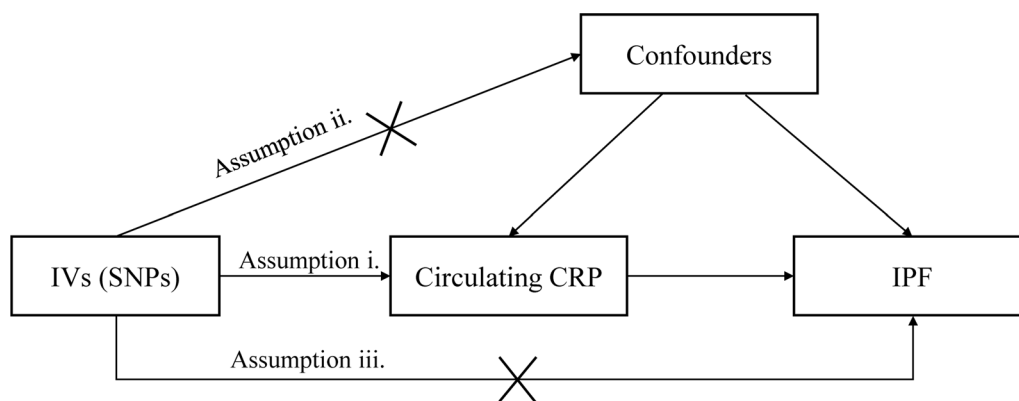 Confounders
Assumption ii.
IVs (SNPs)
Assumption i.
Circulating CRP
IPF
Assumption iii.